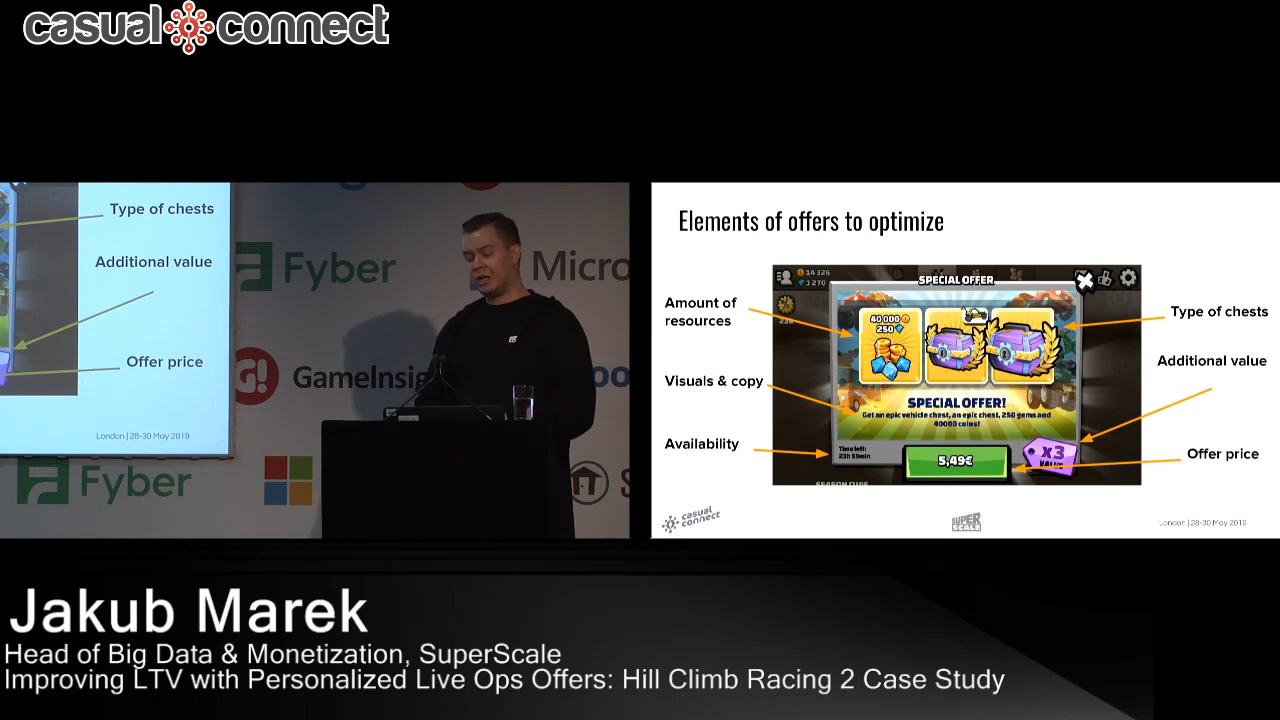 casual connect
Type of chests
Additional value
Offer price
London | 28-30 May 2019
Fyber
Micro
G!
GameInsig
Fyber
S
Elements of offers to optimize
Amount of
resources
Visuals & copy
Availability
Type of chests
Additional value
Offer price
14 325
1 270
SPECIAL OFFER
40 000
250
SPECIAL OFFER!
Get an epic vehicle chest, an epic chest, 250 gems and
40000 coins!
Time left:
23h 59min
5,49€
x3
VALUE
casual
connect
SUPER
SCALE
London | 28-30 May 2019
Jakub Marek
Head of Big Data & Monetization, SuperScale
Improving LTV with Personalized Live Ops Offers: Hill Climb Racing 2 Case Study